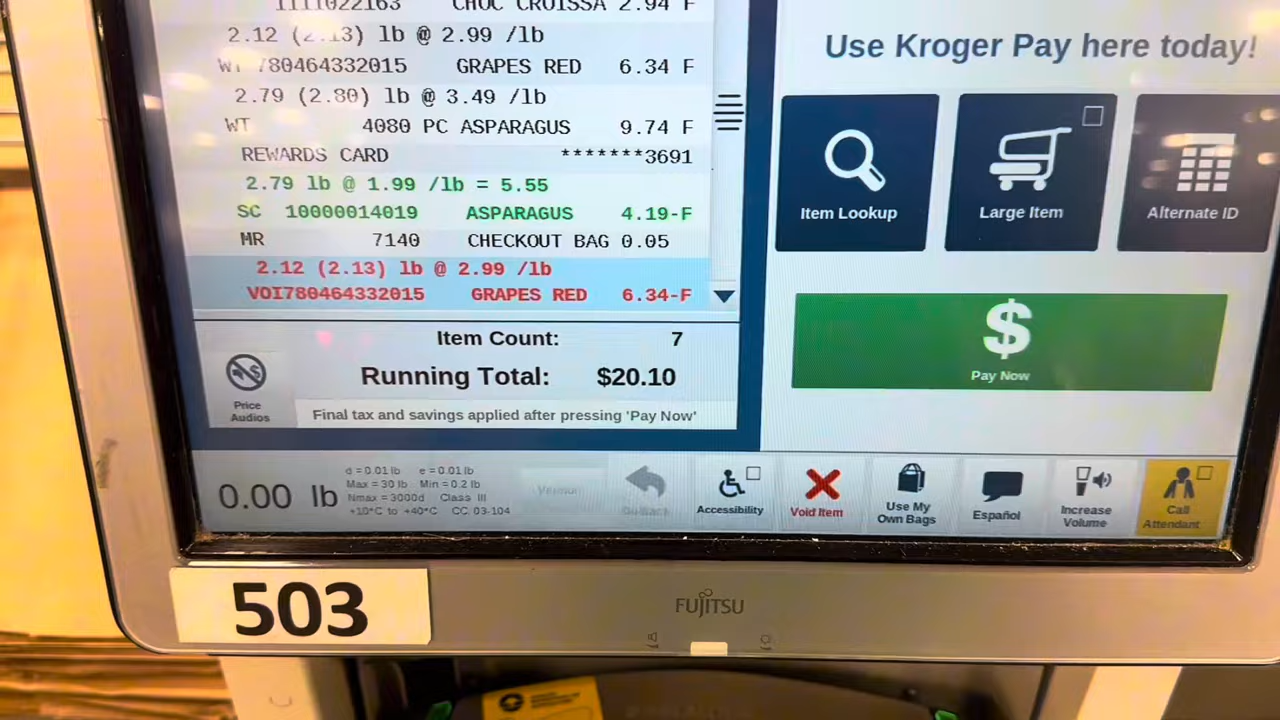 1111022163 CHOC CROISSA 2.94 F
2.12 (2.13) lb @ 2.99 /lb
WT 780464332015 GRAPES RED 6.34 F
2.79 (2.80) lb @ 3.49 /lb
WT 4080 PC ASPARAGUS 9.74 F
REWARDS CARD *******3691
2.79 lb @ 1.99 /lb = 5.55
SC 10000014019 ASPARAGUS 4.19-F
MR 7140 CHECKOUT BAG 0.05
2.12 (2.13) lb @ 2.99 /lb
VOI780464332015 GRAPES RED 6.34-F
Item Count: 7
Running Total: $20.10
Price Audios
Final tax and savings applied after pressing 'Pay Now'
Use Kroger Pay here today!
Item Lookup
Large Item
Alternate ID
$
Pay Now
0.00 lb
d = 0.01 lb e = 0.01 lb
Max = 30 lb Min = 0.2 lb
Nmax = 3000d Class III
+10°C to +40°C CC 03-104
Go Back
Accessibility
Void Item
Use My
Own Bags
Español
Increase
Volume
Call
Attendant
503
FUJITSU